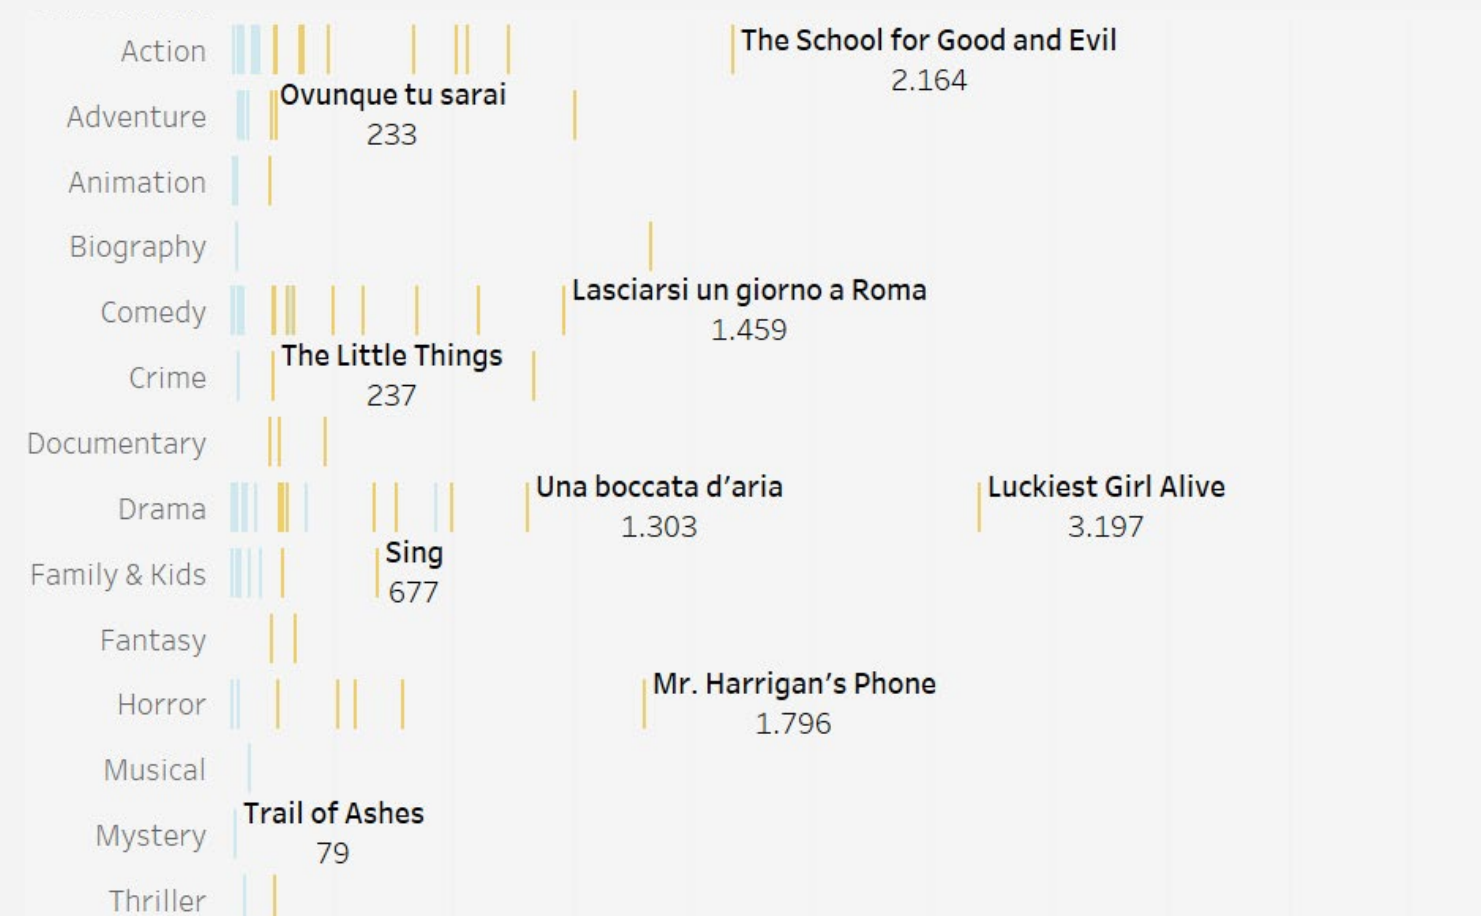 Action
The School for Good and Evil
2.164
Adventure
Ovunque tu sarai
233
Animation
Biography
Comedy
Lasciarsi un giorno a Roma
1.459
Crime
The Little Things
237
Documentary
Drama
Una boccata d’aria
1.303
Luckiest Girl Alive
3.197
Family & Kids
Sing
677
Fantasy
Horror
Mr. Harrigan’s Phone
1.796
Musical
Mystery
Trail of Ashes
79
Thriller